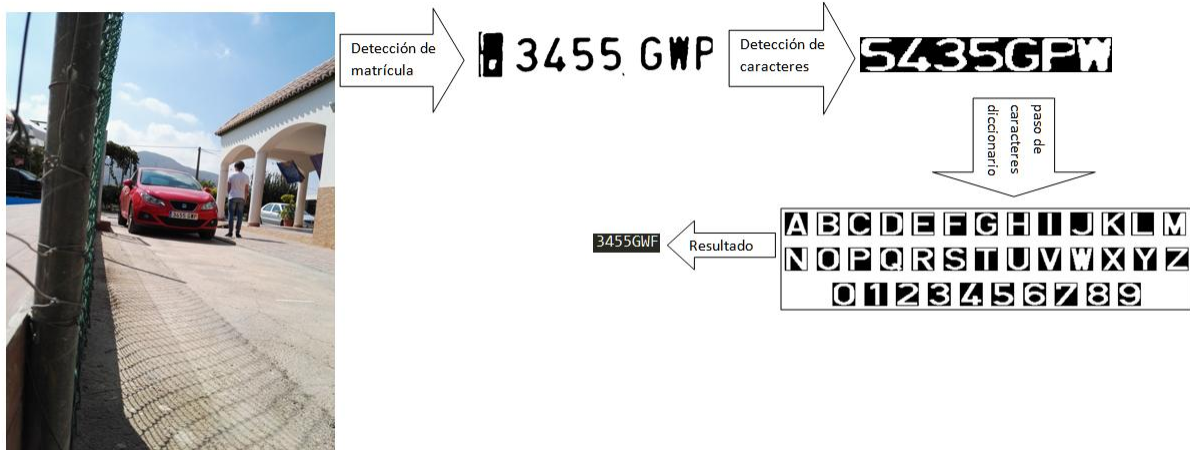 Detección de
matrícula
3455 GWP
Detección de
caracteres
S435GPW
paso de
caracteres
diccionario
A B C D E F G H I J K L M
N O P Q R S T U V W X Y Z
0 1 2 3 4 5 6 7 8 9
Resultado
3455GWF